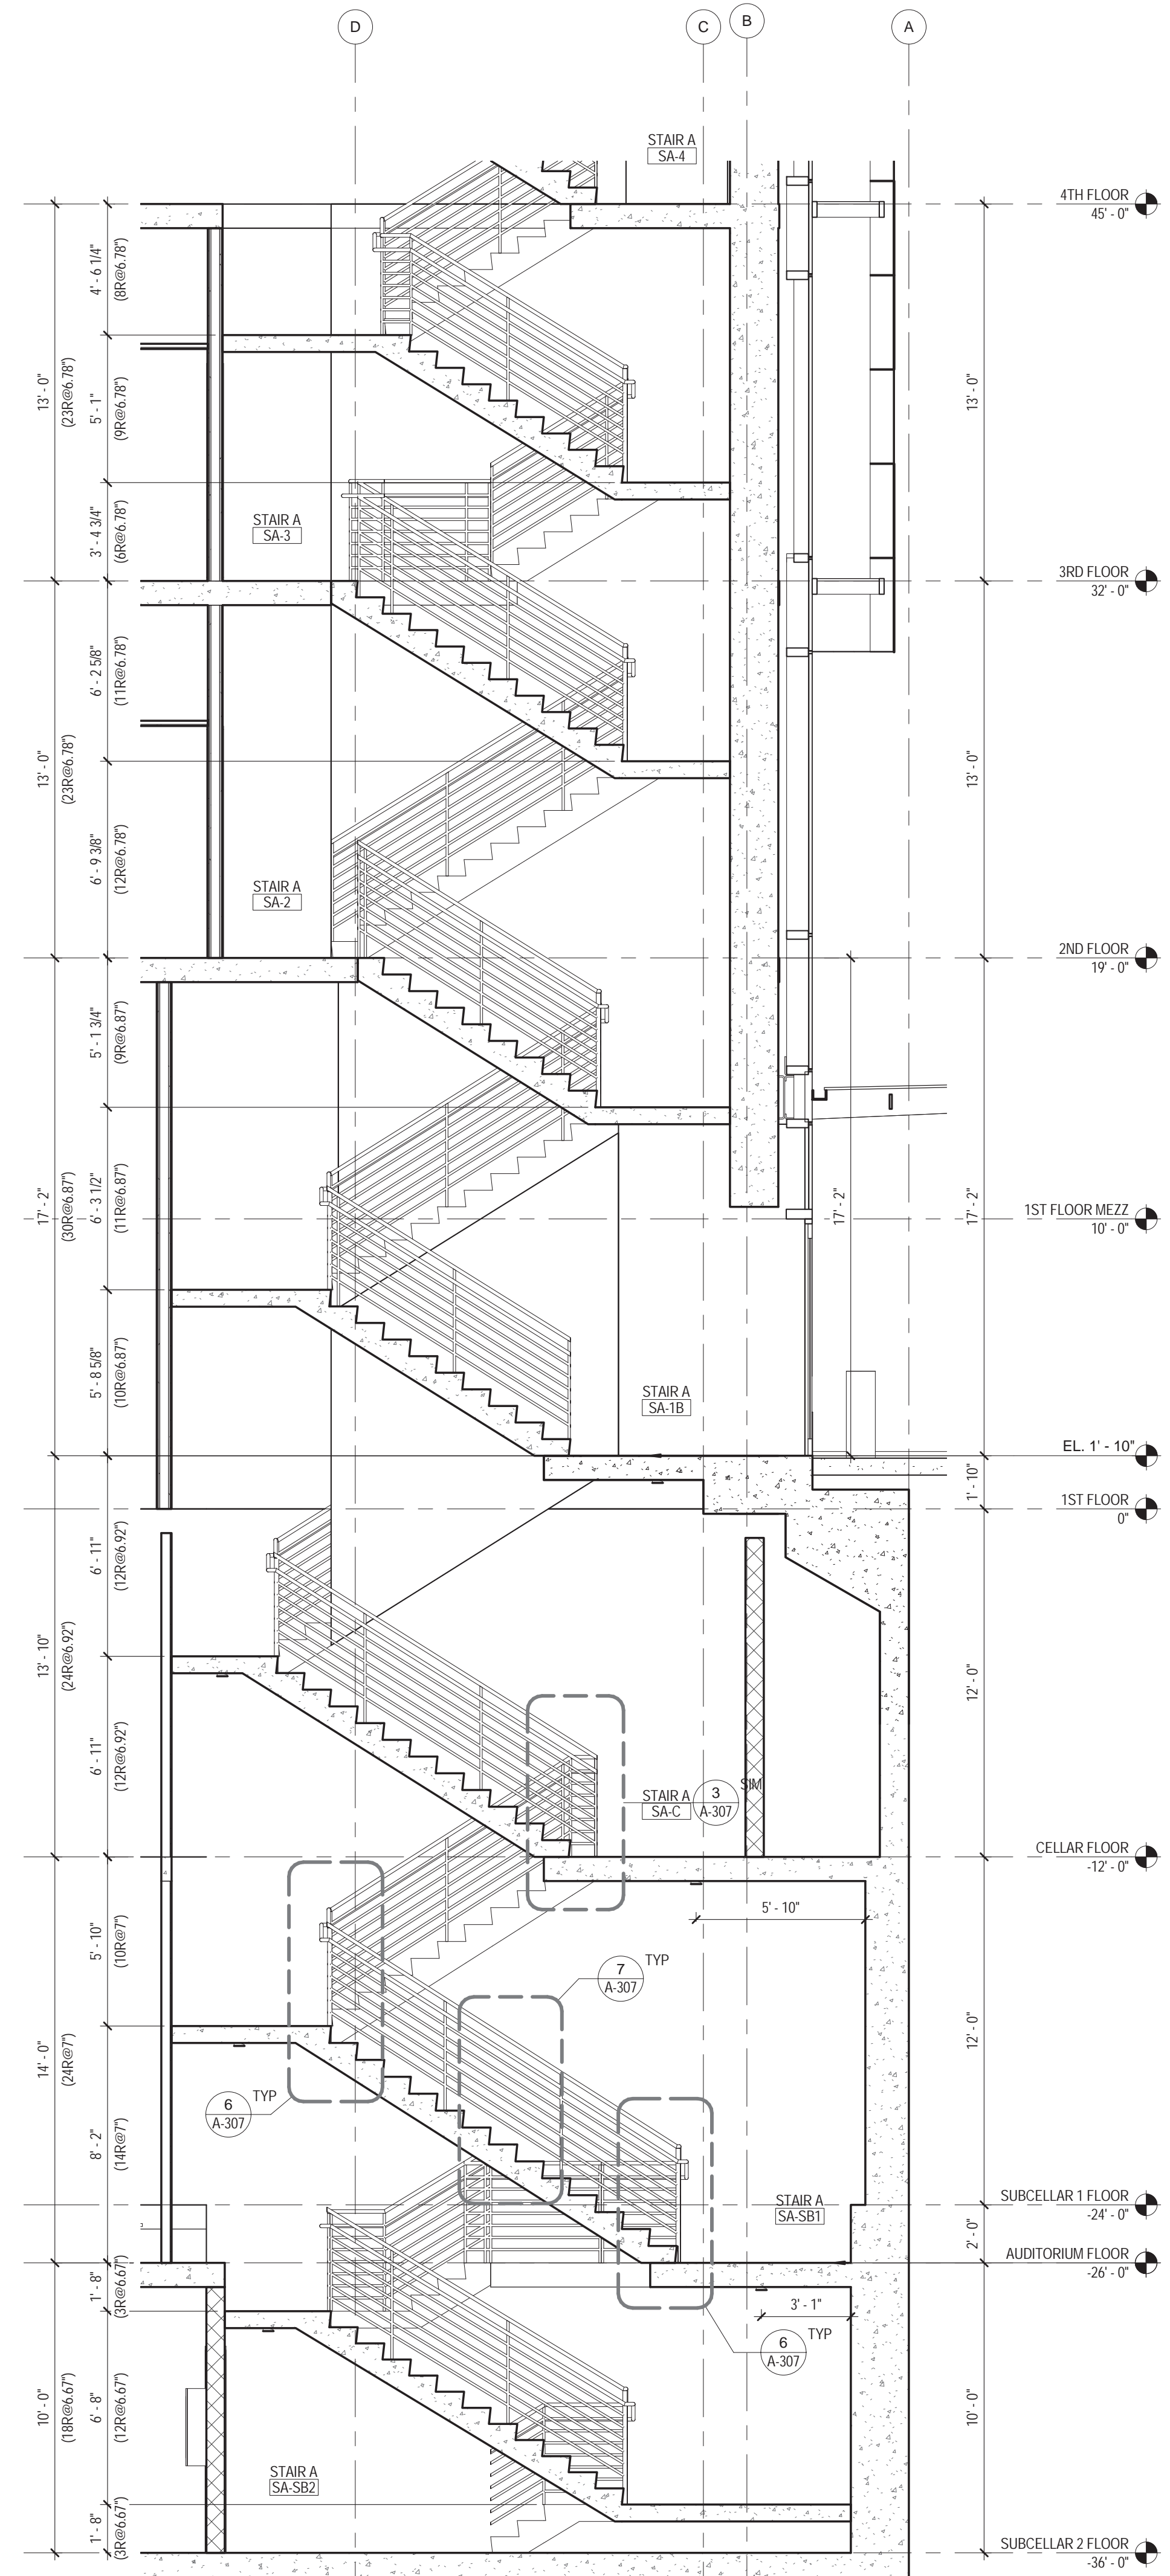 D
C
B
A
STAIR A
SA-4
4TH FLOOR
45' - 0"
4' - 6 1/4"
(8R@6.78")
13' - 0"
(23R@6.78")
5' - 1"
(9R@6.78")
13' - 0"
3' - 4 3/4"
(6R@6.78")
STAIR A
SA-3
3RD FLOOR
32' - 0"
6' - 2 5/8"
(11R@6.78")
13' - 0"
(23R@6.78")
13' - 0"
6' - 9 3/8"
(12R@6.78")
STAIR A
SA-2
2ND FLOOR
19' - 0"
5' - 1 3/4"
(9R@6.87")
17' - 2"
(30R@6.87")
6' - 3 1/2"
(11R@6.87")
17' - 2"
17' - 2"
1ST FLOOR MEZZ
10' - 0"
5' - 8 5/8"
(10R@6.87")
STAIR A
SA-1B
EL. 1' - 10"
1' - 10"
1ST FLOOR
0"
6' - 11"
(12R@6.92")
13' - 10"
(24R@6.92")
12' - 0"
6' - 11"
(12R@6.92")
STAIR A
SA-C
3
A-307
SIM
CELLAR FLOOR
-12' - 0"
5' - 10"
5' - 10"
(10R@7")
7
A-307
TYP
14' - 0"
(24R@7")
12' - 0"
6
A-307
TYP
8' - 2"
(14R@7")
STAIR A
SA-SB1
SUBCELLAR 1 FLOOR
-24' - 0"
2' - 0"
AUDITORIUM FLOOR
-26' - 0"
1' - 8"
(3R@6.67")
3' - 1"
6
A-307
TYP
10' - 0"
(18R@6.67")
6' - 8"
(12R@6.67")
10' - 0"
STAIR A
SA-SB2
1' - 8"
(3R@6.67")
SUBCELLAR 2 FLOOR
-36' - 0"